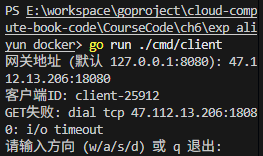 PS E:\workspace\goproject\cloud-comp
ute-book-code\CourseCode\ch6\exp ali
yun docker> go run ./cmd/client
网关地址 (默认 127.0.0.1:8080): 47.1
12.13.206:18080
客户端ID: client-25912
GET失败: dial tcp 47.112.13.206:1808
0: i/o timeout
请输入方向 (w/a/s/d) 或 q 退出: